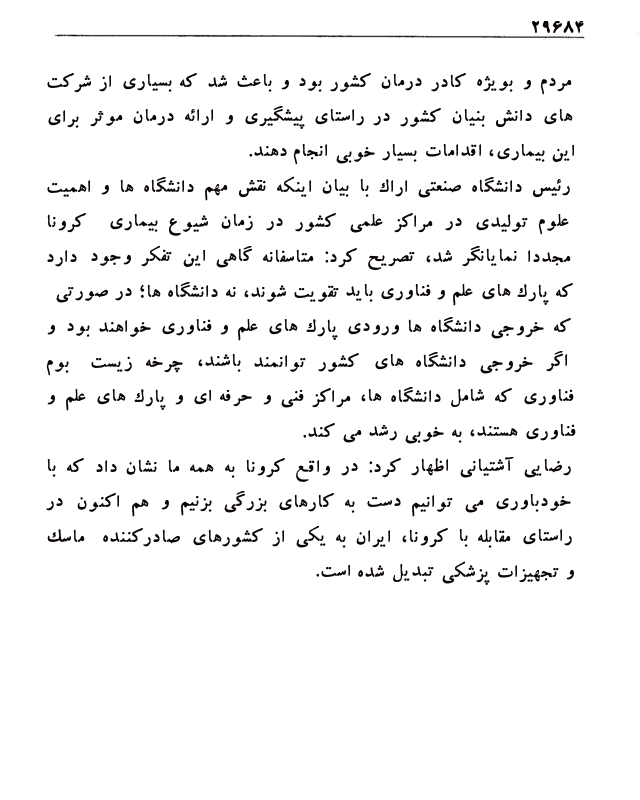 ۲۹۶۸۴
مردم و بویژه کادر درمان کشور بود و باعث شد که بسیاری از شرکت
های دانش بنیان کشور در راستای پیشگیری و ارائه درمان موثر برای
این بیماری، اقدامات بسیار خوبی انجام دهند.
رئیس دانشگاه صنعتی اراك با بیان اینکه نقش مهم دانشگاه ها و اهمیت
علوم تولیدی در مراکز علمی کشور در زمان شیوع بیماری کرونا
مجددا نمایانگر شد، تصریح کرد: متاسفانه گاهی این تفکر وجود دارد
که پارك های علم و فناوری باید تقویت شوند، نه دانشگاه ها؛ در صورتی
که خروجی دانشگاه ها ورودی پارك های علم و فناوری خواهند بود و
اگر خروجی دانشگاه های کشور توانمند باشند، چرخه زیست بوم
فناوری که شامل دانشگاه ها، مراکز فنی و حرفه ای و پارك های علم و
فناوری هستند، به خوبی رشد می کند.
رضایی آشتیانی اظهار کرد: در واقع کرونا به همه ما نشان داد که با
خودباوری می توانیم دست به کارهای بزرگی بزنیم و هم اکنون در
راستای مقابله با کرونا، ایران به یکی از کشورهای صادرکننده ماسك
و تجهیزات پزشکی تبدیل شده است.